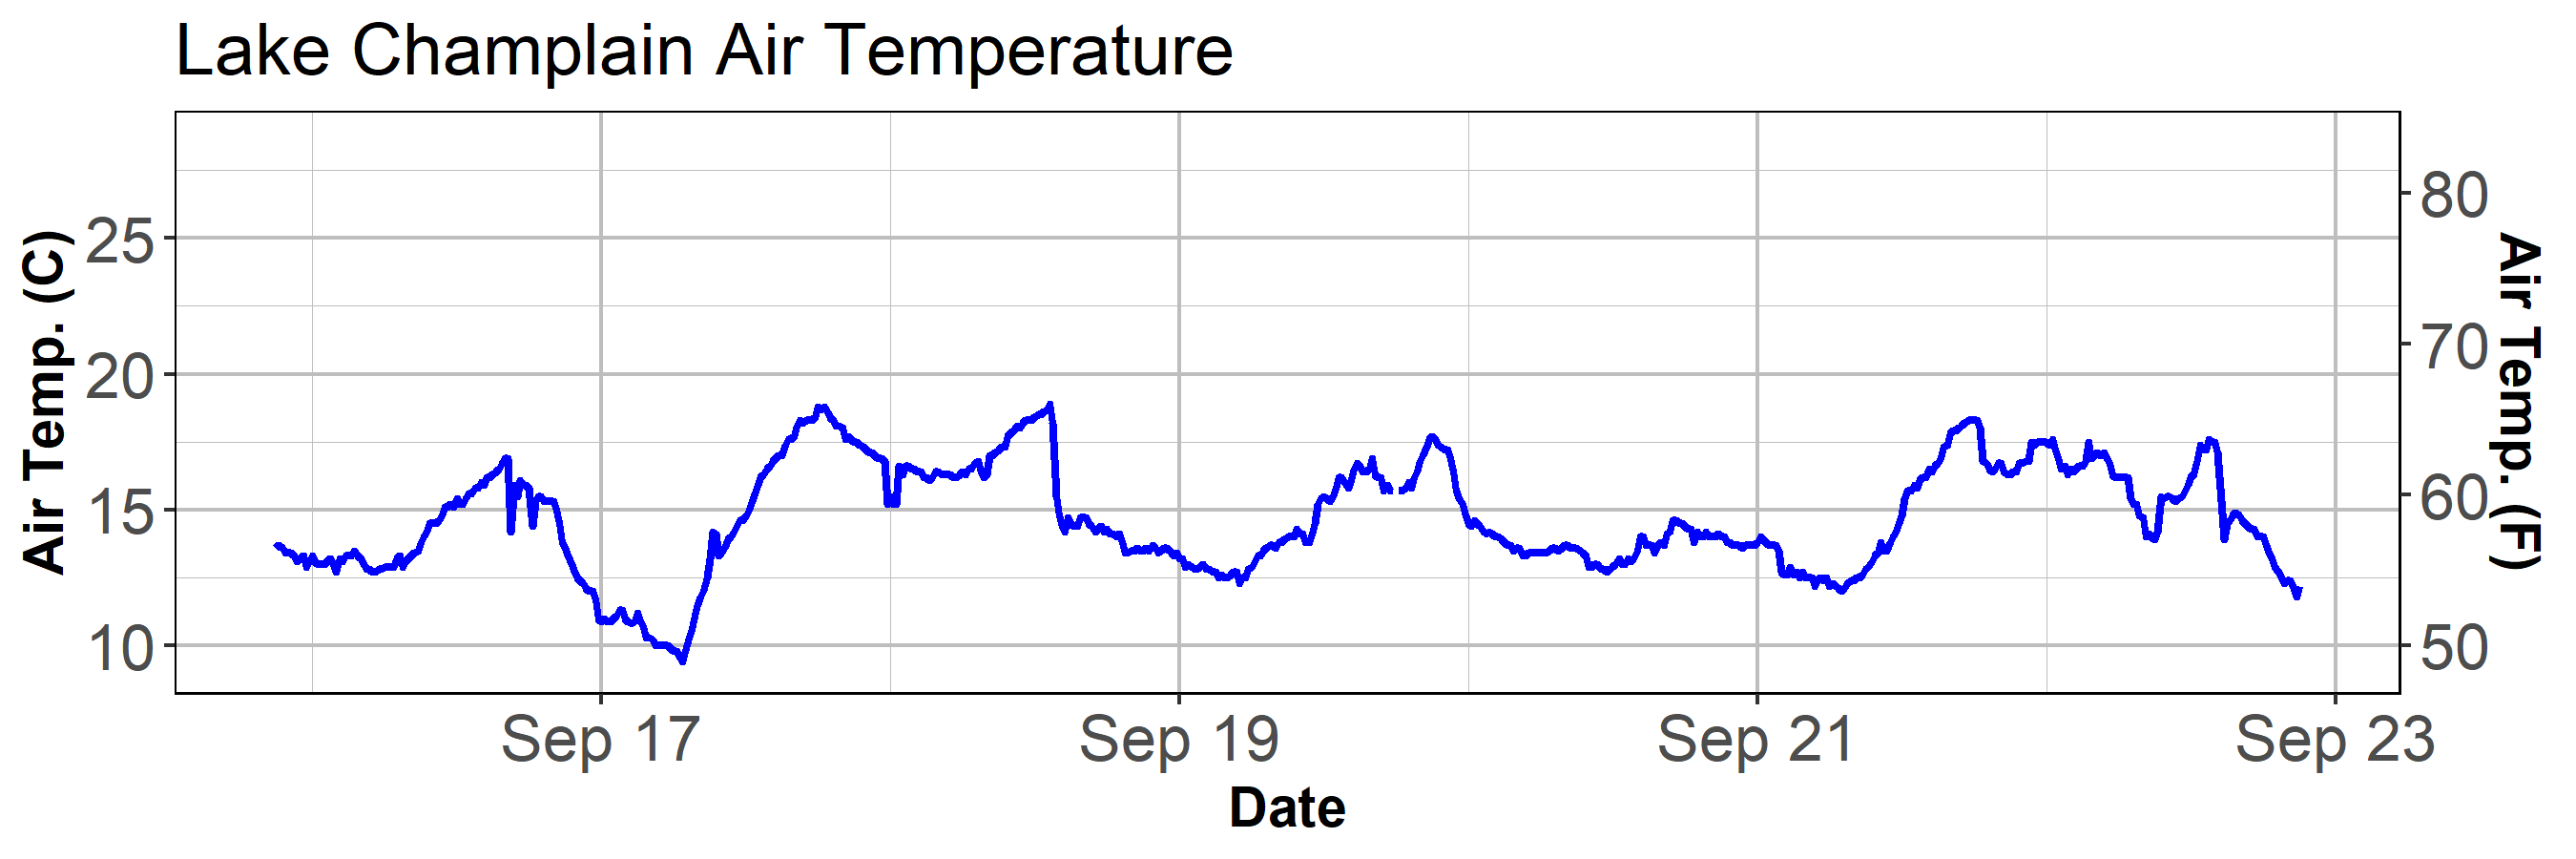 Lake Champlain Air Temperature
Air Temp. (C)
25
20
15
10
80
70
60
50
Air Temp. (F)
Sep 17
Sep 19
Sep 21
Sep 23
Date